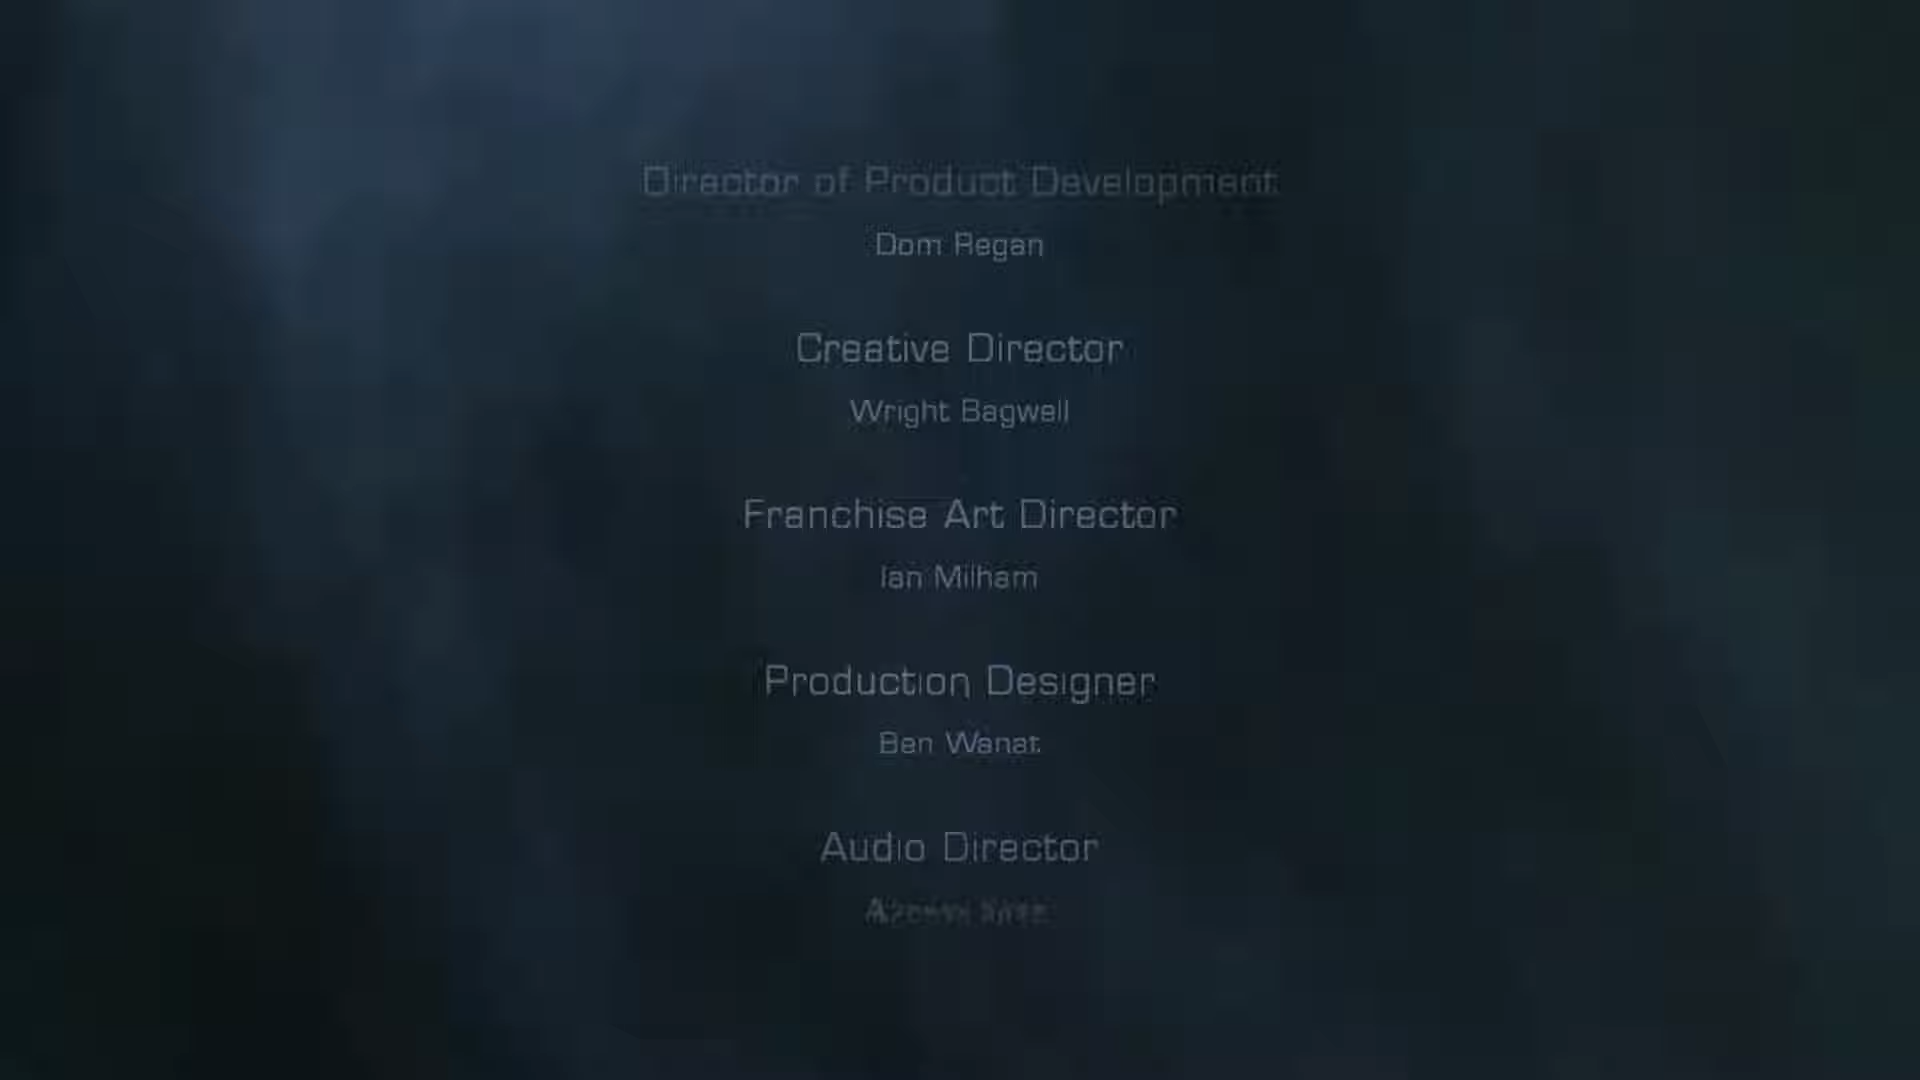 Director of Product Development
Dom Regan
Creative Director
Wright Bagwell
Franchise Art Director
Ian Milham
Production Designer
Ben Wanat
Audio Director